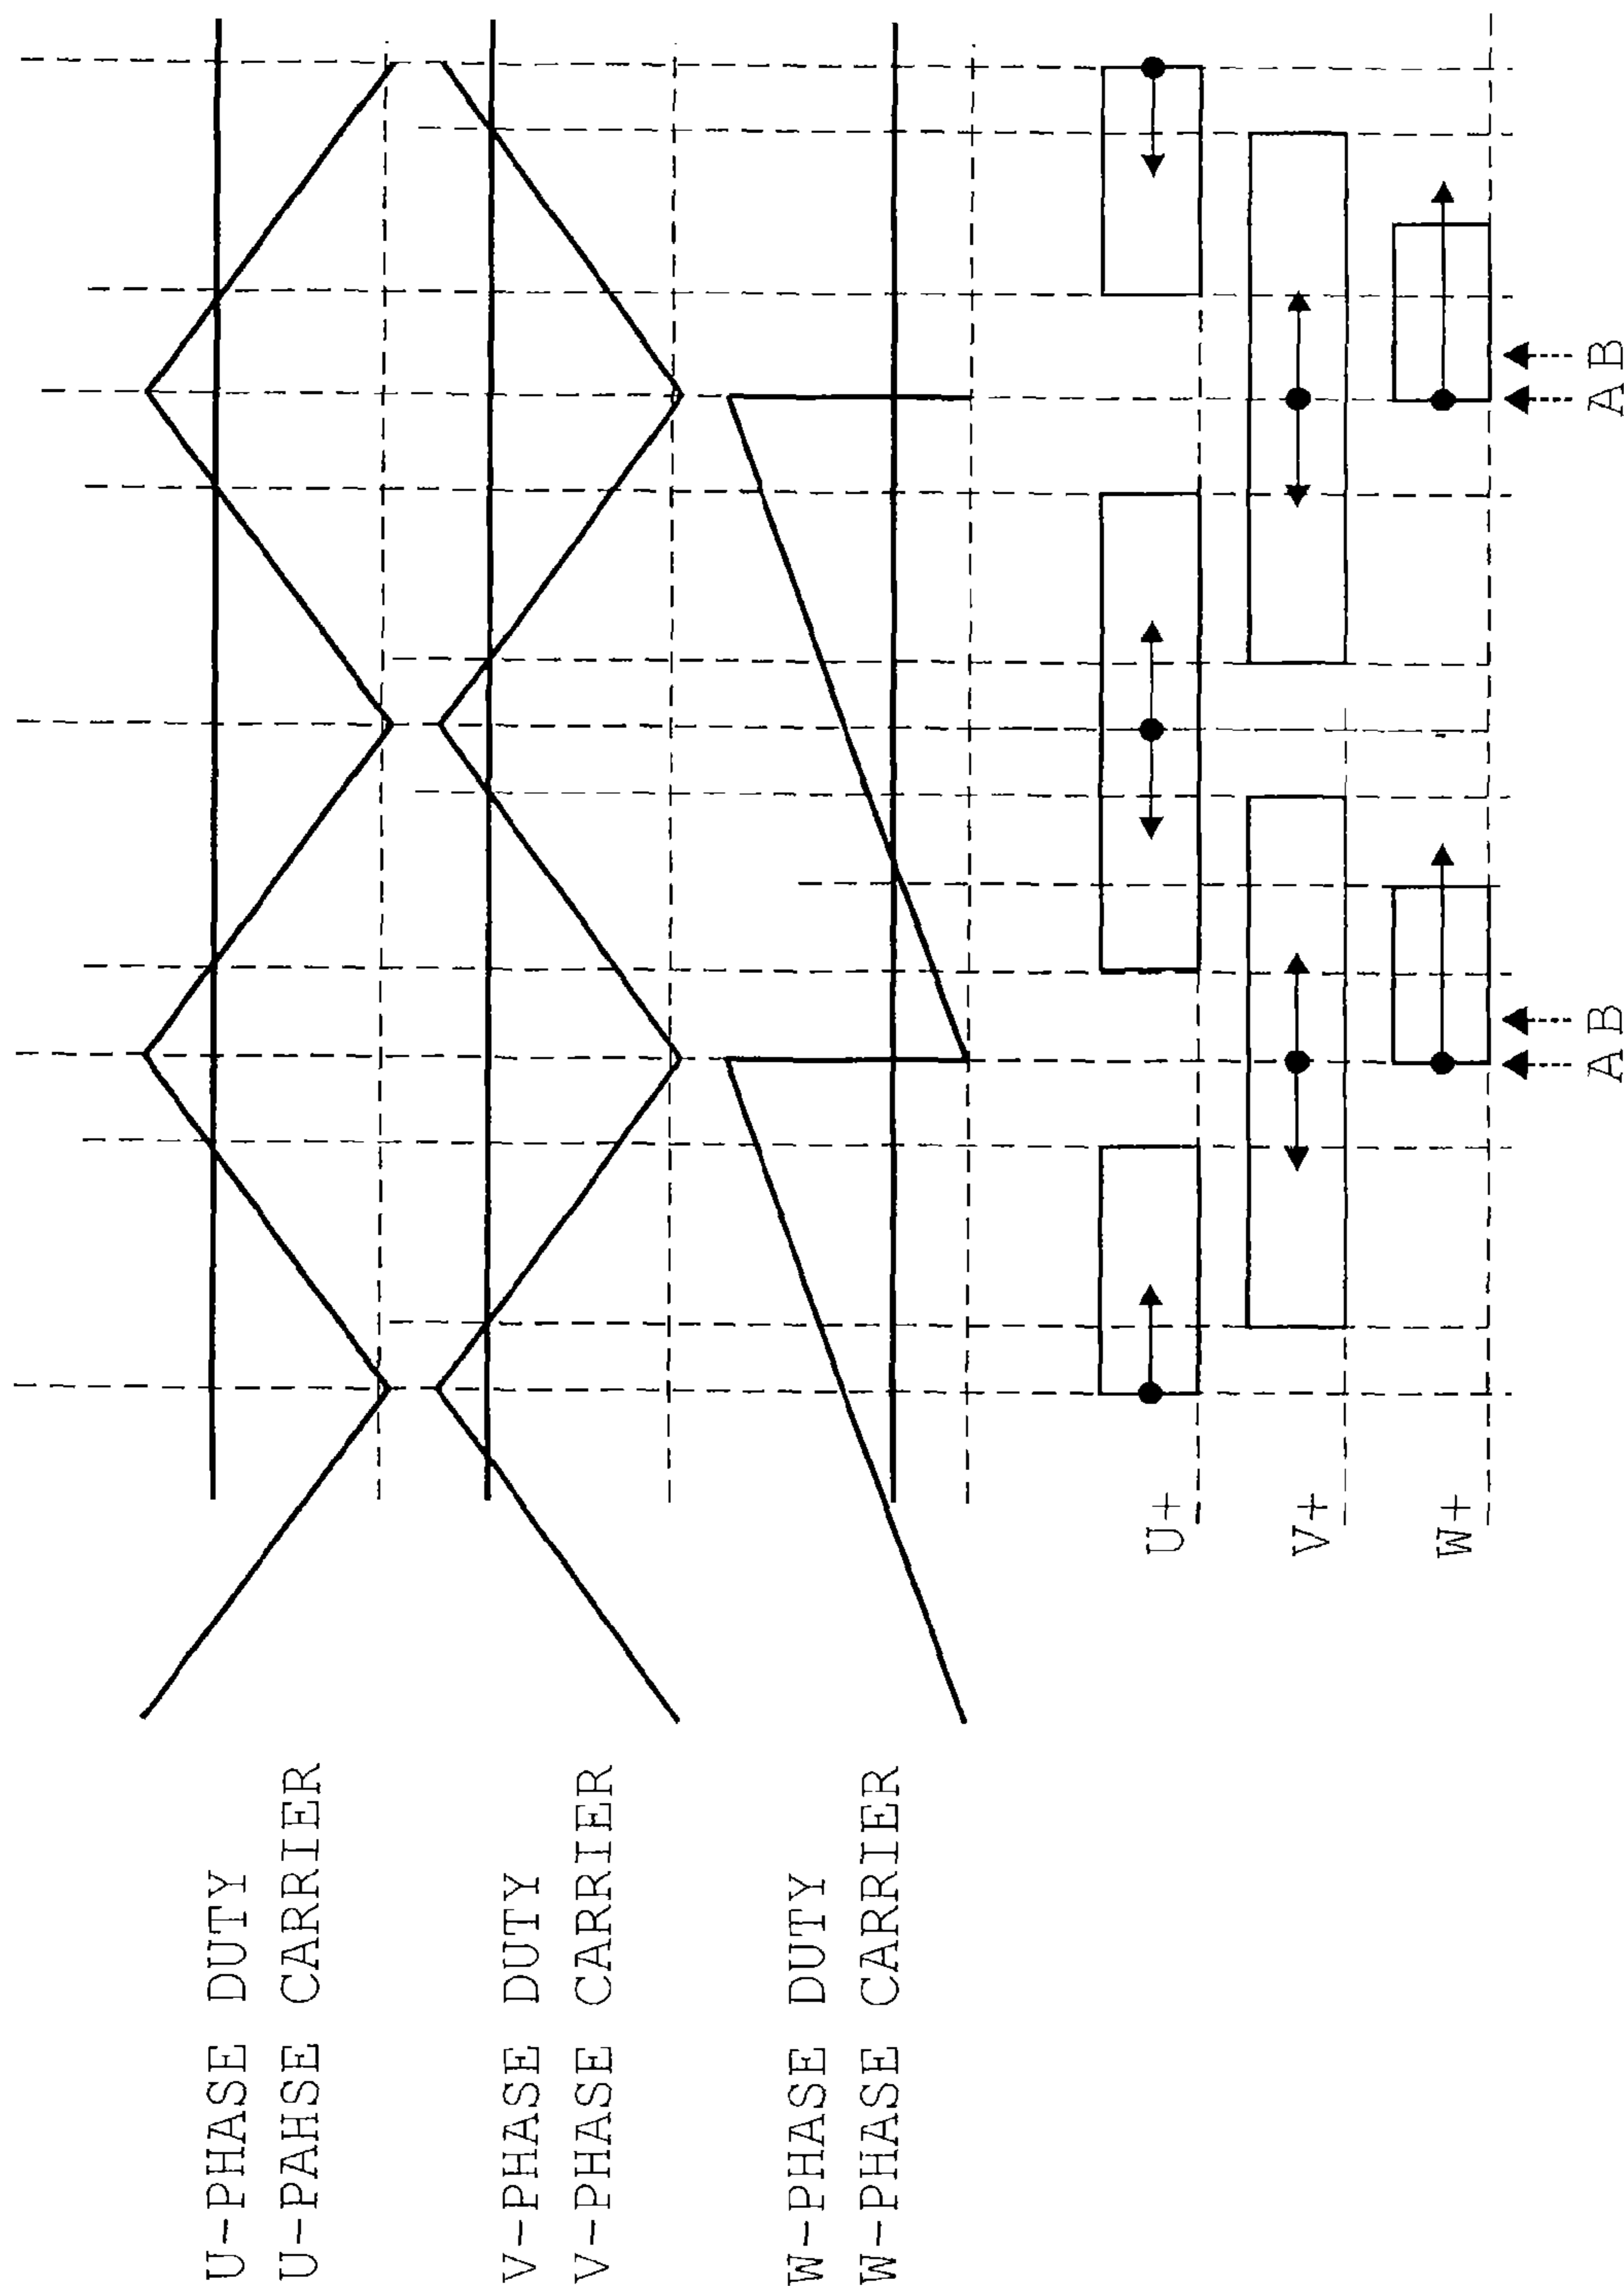 U-PHASE DUTY
U-PAHSE CARRIER
V-PHASE DUTY
V-PHASE CARRIER
W-PHASE DUTY
W-PHASE CARRIER
U+
V+
W+
A B
A B